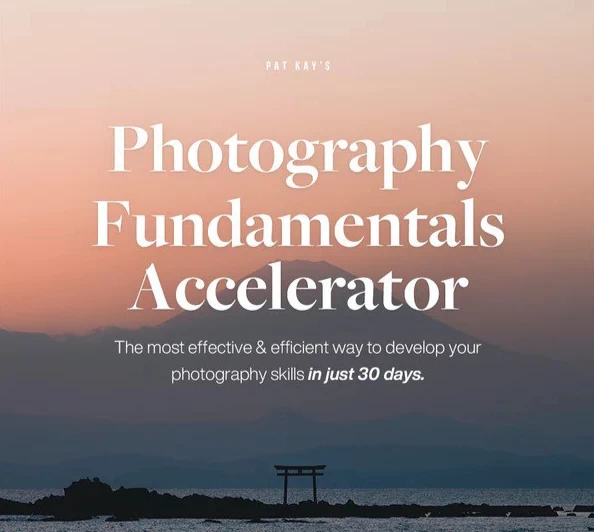 PAT KAY'S
Photography
Fundamentals
Accelerator
The most effective & efficient way to develop your
photography skills in just 30 days.